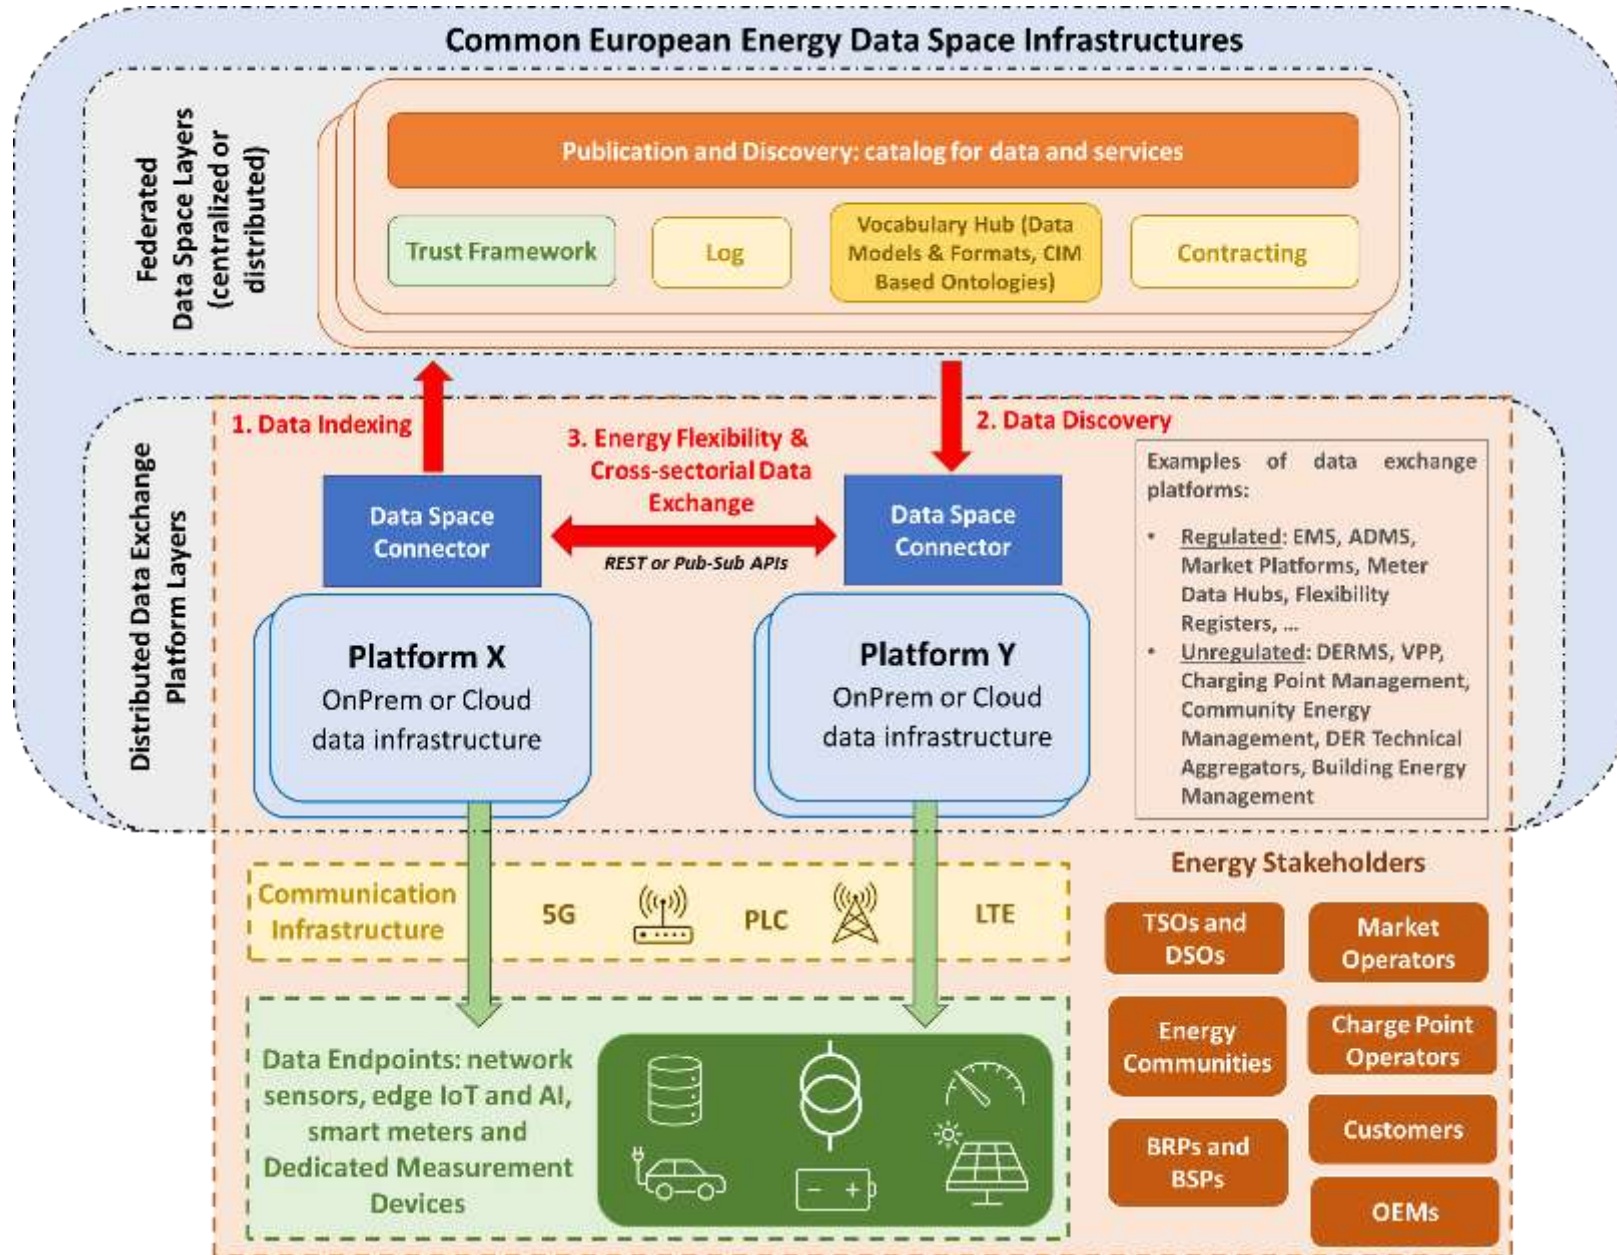 Common European Energy Data Space Infrastructures
Federated
Data Space Layers
(centralized or
distributed)
Publication and Discovery: catalog for data and services
Trust Framework
Log
Vocabulary Hub (Data
Models & Formats, CIM
Based Ontologies)
Contracting
Distributed Data Exchange
Platform Layers
1. Data Indexing
3. Energy Flexibility &
Cross-sectorial Data
Exchange
2. Data Discovery
Data Space
Connector
REST or Pub-Sub APIs
Data Space
Connector
Platform X
OnPrem or Cloud
data infrastructure
Platform Y
OnPrem or Cloud
data infrastructure
Examples of data exchange
platforms:
• Regulated: EMS, ADMS,
Market Platforms, Meter
Data Hubs, Flexibility
Registers, ...
• Unregulated: DERMS, VPP,
Charging Point Management,
Community Energy
Management, DER Technical
Aggregators, Building Energy
Management
Communication
Infrastructure
5G
PLC
LTE
Data Endpoints: network
sensors, edge IoT and AI,
smart meters and
Dedicated Measurement
Devices
Energy Stakeholders
TSOs and
DSOs
Market
Operators
Energy
Communities
Charge Point
Operators
BRPs and
BSPs
Customers
OEMs